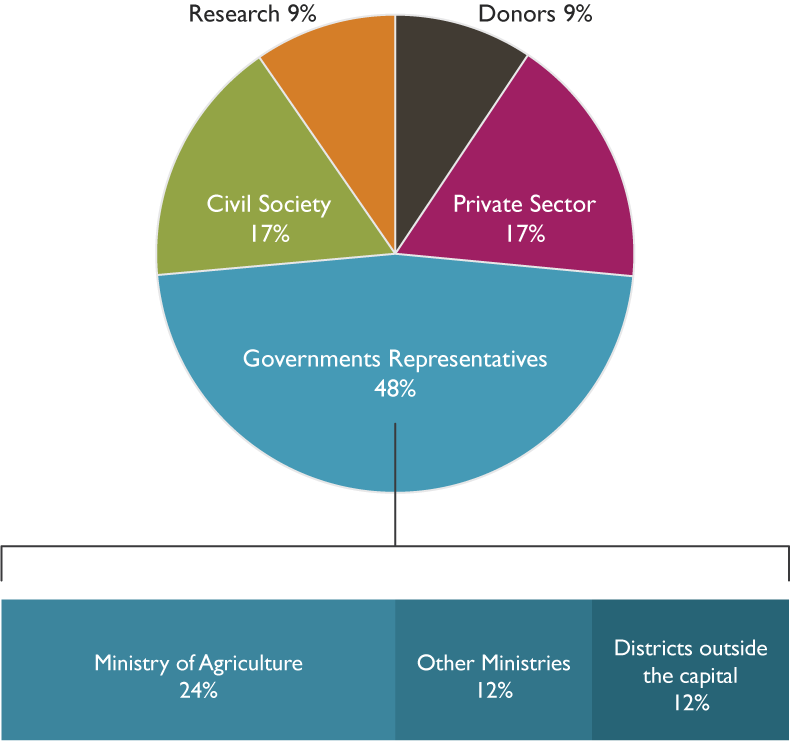 Research 9%
Donors 9%
Civil Society
17%
Private Sector
17%
Governments Representatives
48%
Ministry of Agriculture
24%
Other Ministries
12%
Districts outside
the capital
12%